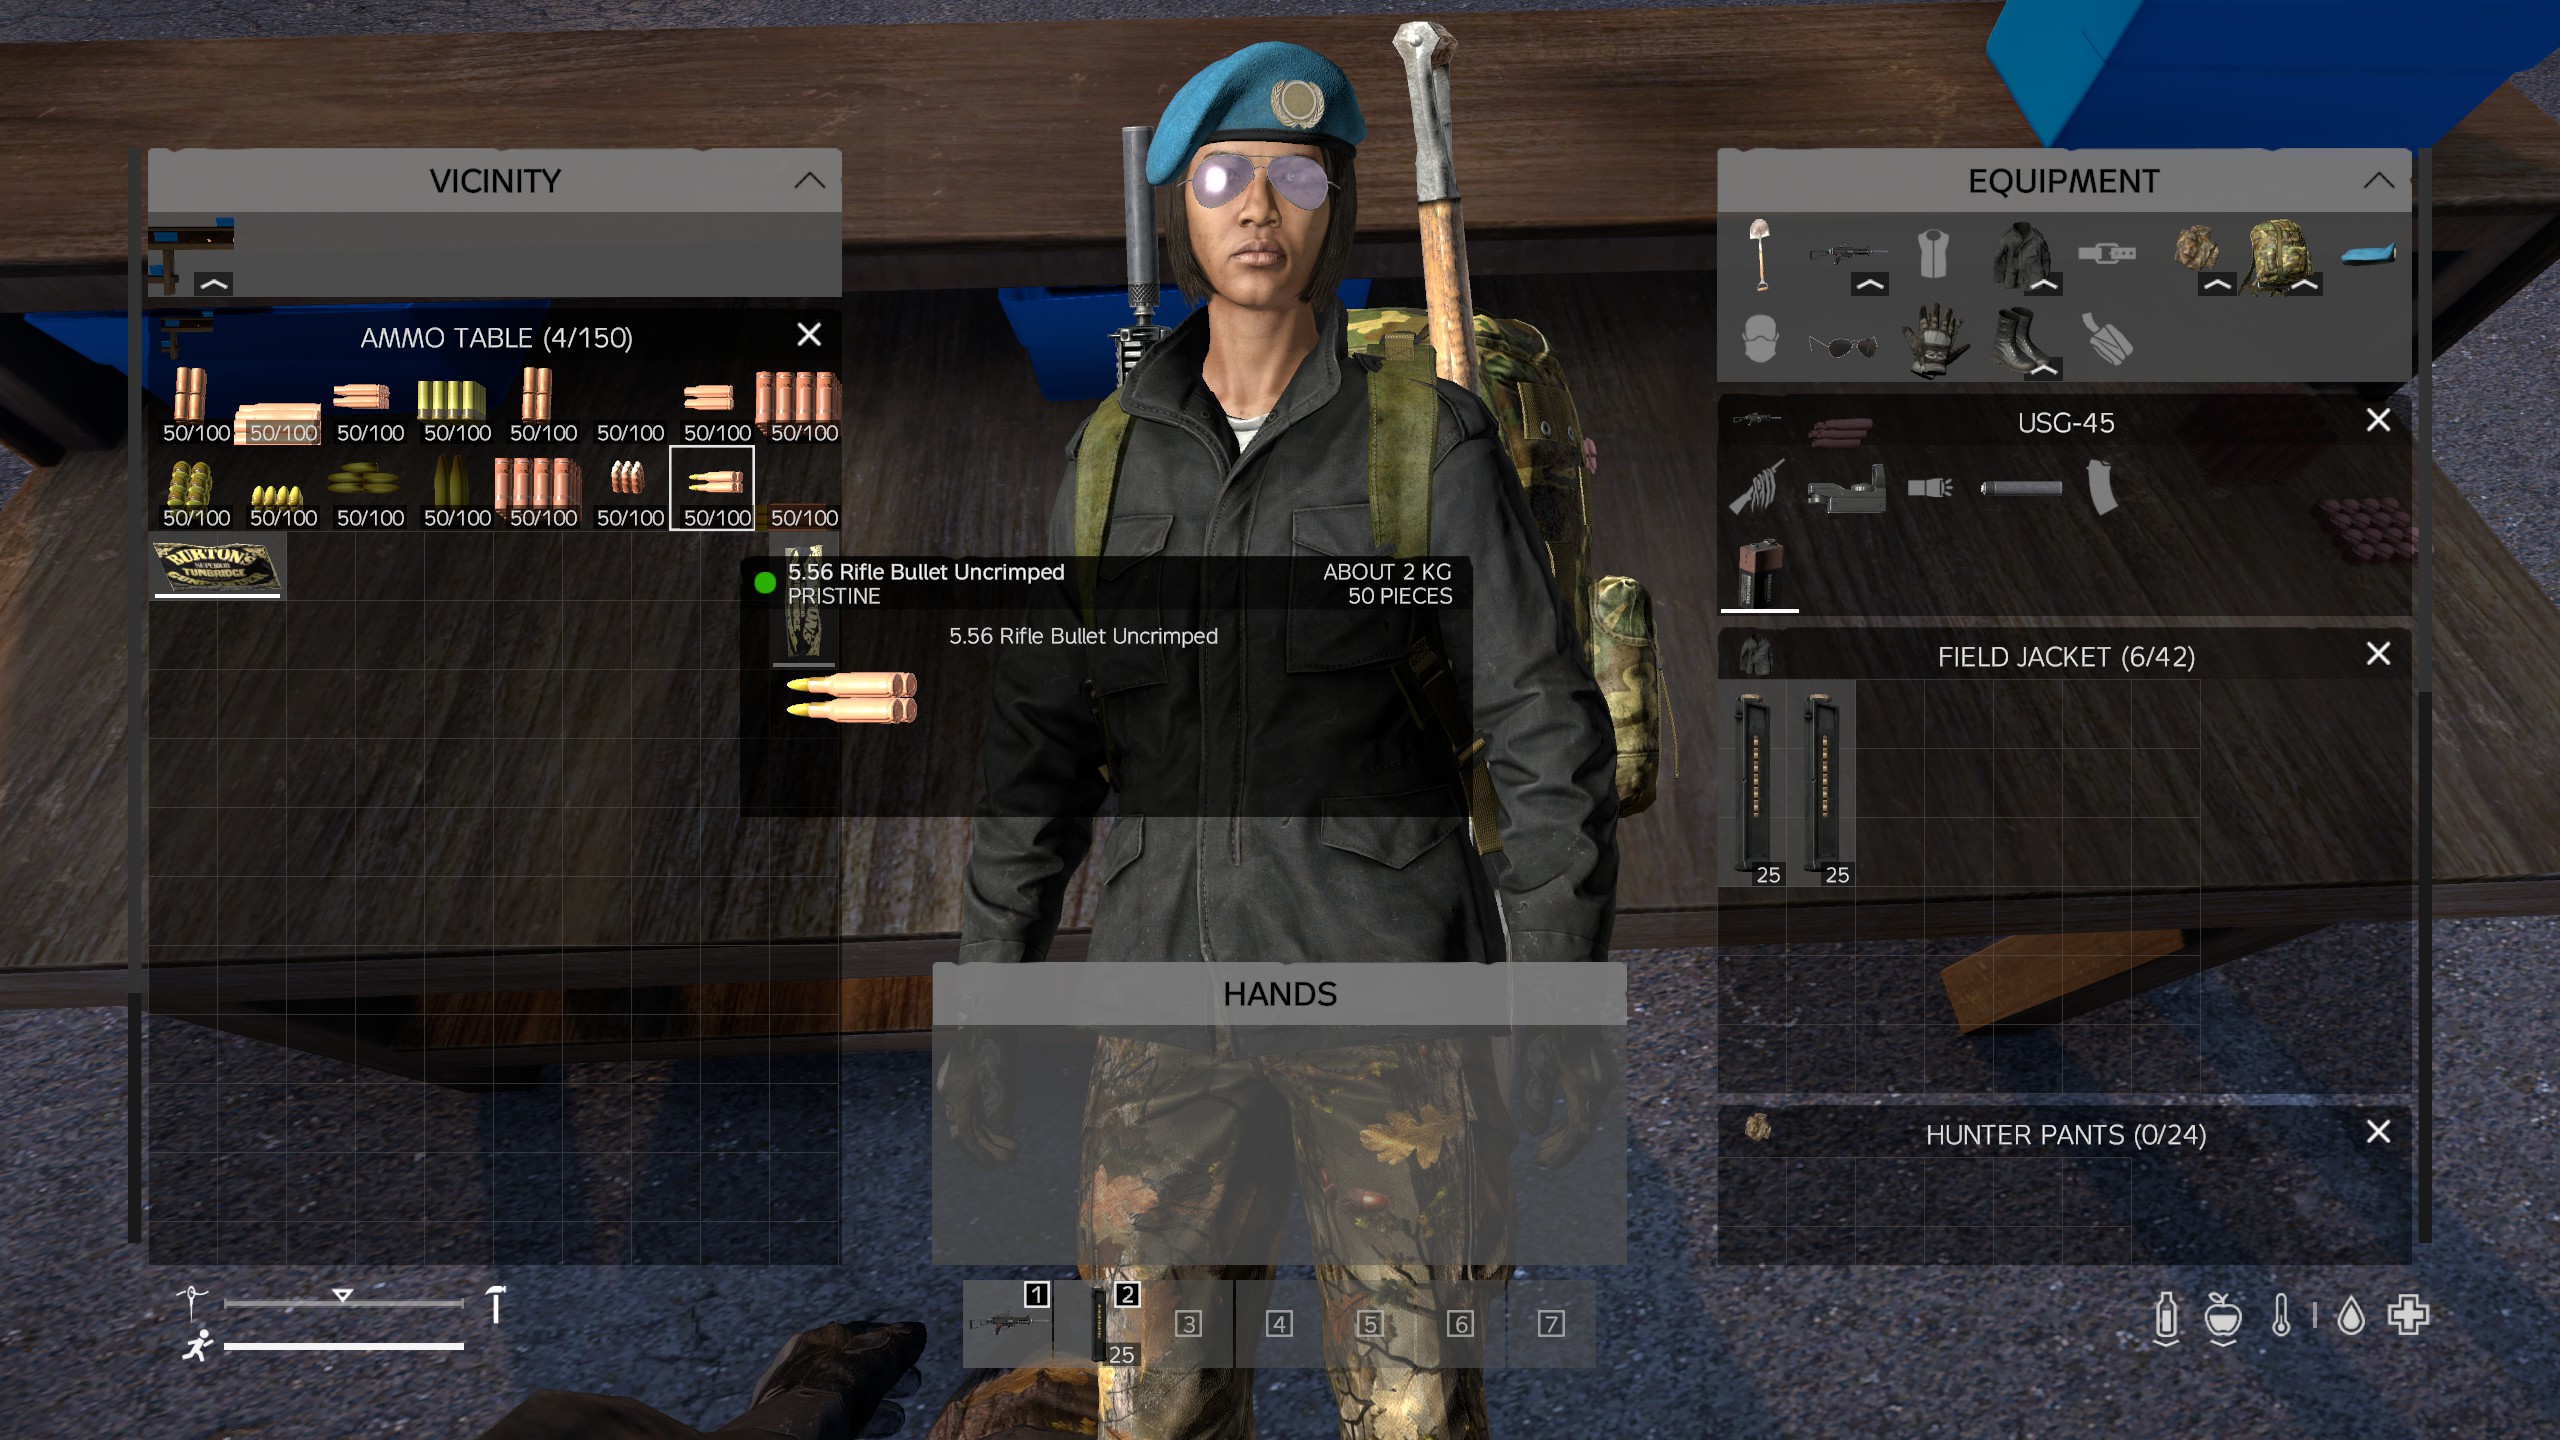 VICINITY
AMMO TABLE (4/150)
50/100 50/100 50/100 50/100 50/100 50/100 50/100 50/100
50/100 50/100 50/100 50/100 50/100 50/100 50/100 50/100
BURTON'S
SUPERIOR
TUNBRIDGE
5.56 Rifle Bullet Uncrimped
PRISTINE
ABOUT 2 KG
50 PIECES
5.56 Rifle Bullet Uncrimped
HANDS
1 2 3 4 5 6 7
25
EQUIPMENT
USG-45
FIELD JACKET (6/42)
25 25
HUNTER PANTS (0/24)